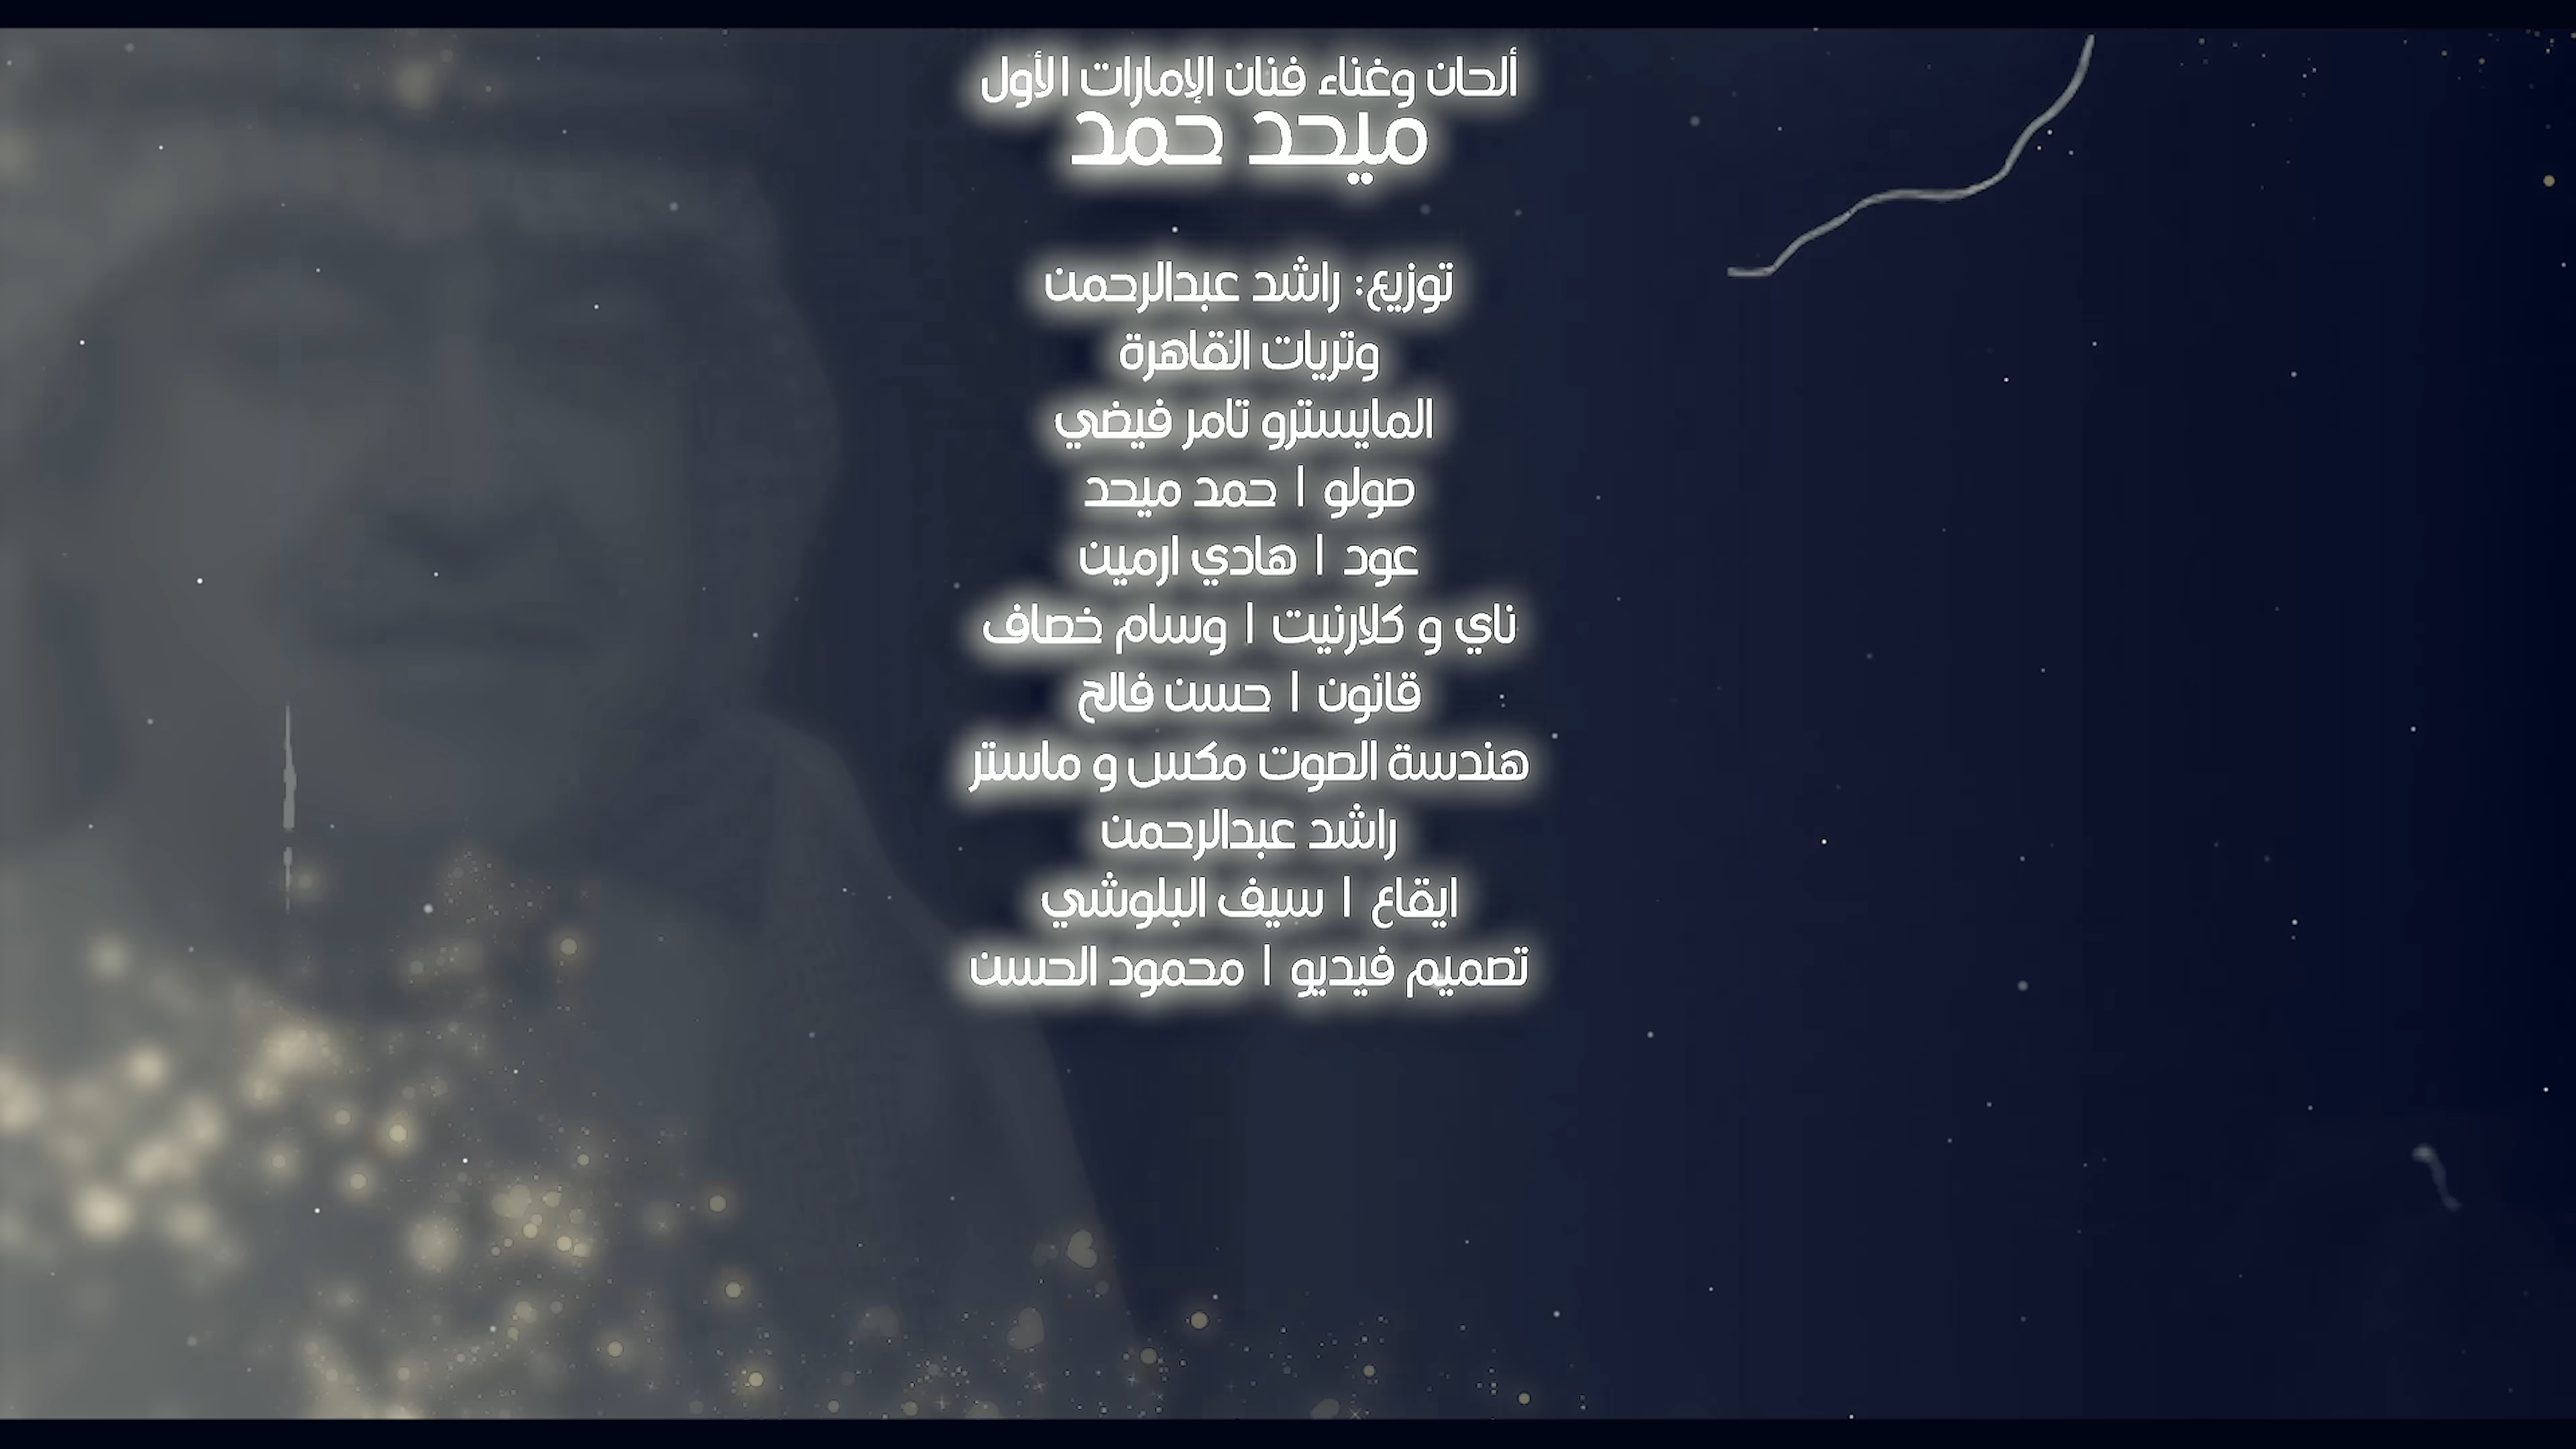 ألحان وغناء فنان الإمارات الأول
ميحد حمد
توزيع: راشد عبدالرحمن
وتريات القاهرة
المايسترو تامر فيضي
صولو | حمد ميحد
عود | هادي ارمين
ناي و كلارنيت | وسام خصاف
قانون | حسن فالح
هندسة الصوت مكس و ماستر
راشد عبدالرحمن
ايقاع | سيف البلوشي
تصميم فيديو | محمود الحسن